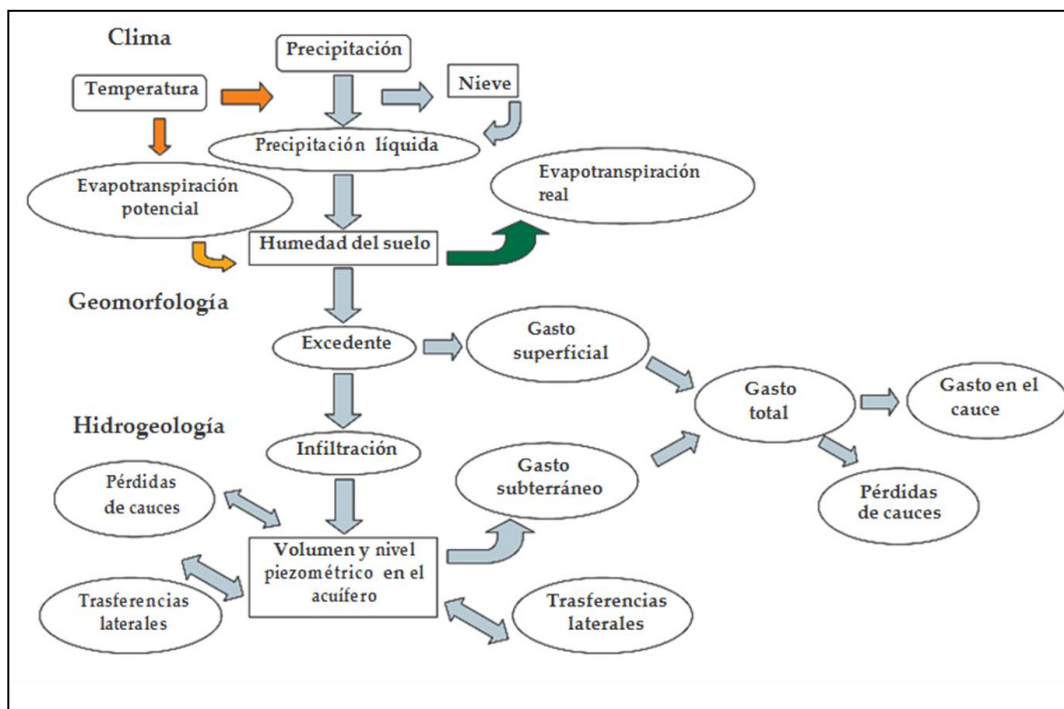 Clima
Precipitación
Temperatura
Nieve
Precipitación líquida
Evapotranspiración
potencial
Evapotranspiración
real
Humedad del suelo
Geomorfología
Excedente
Gasto
superficial
Gasto
total
Gasto en el
cauce
Hidrogeología
Infiltración
Gasto
subterráneo
Pérdidas
de cauces
Pérdidas
de cauces
Volumen y nivel
piezométrico en el
acuífero
Trasferencias
laterales
Trasferencias
laterales